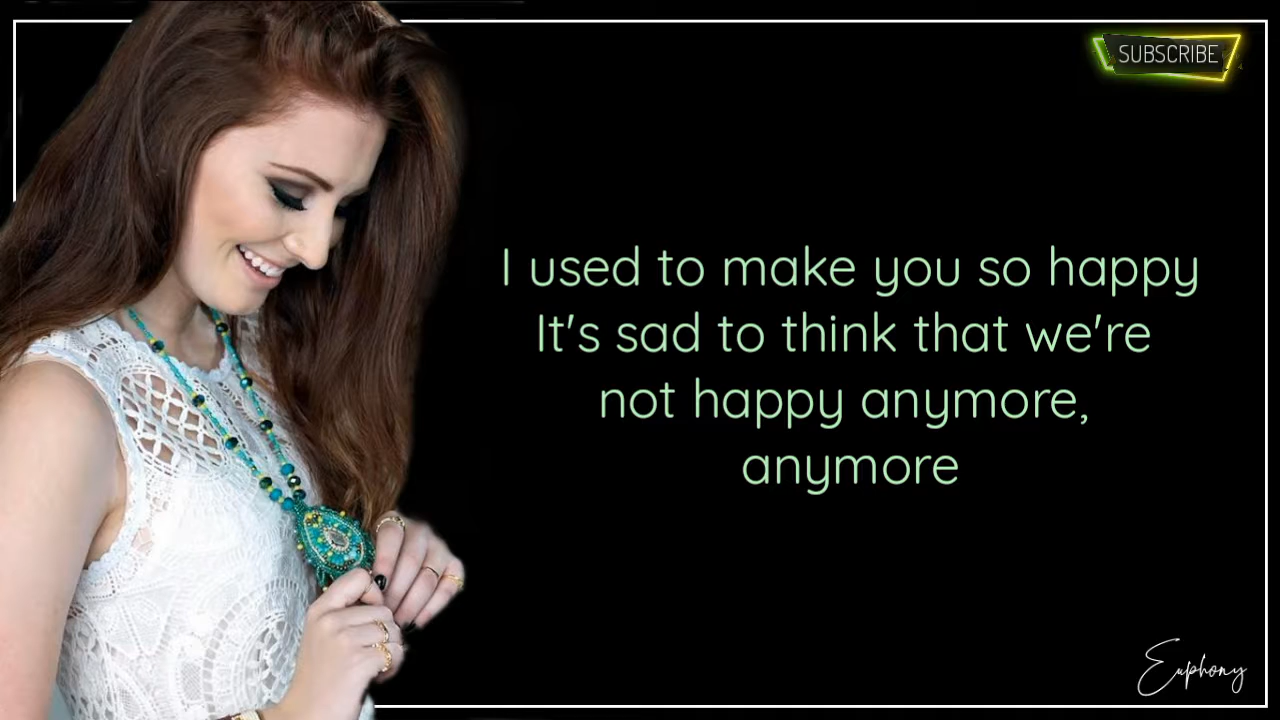 SUBSCRIBE
I used to make you so happy
It's sad to think that we're
not happy anymore,
anymore
Euphony